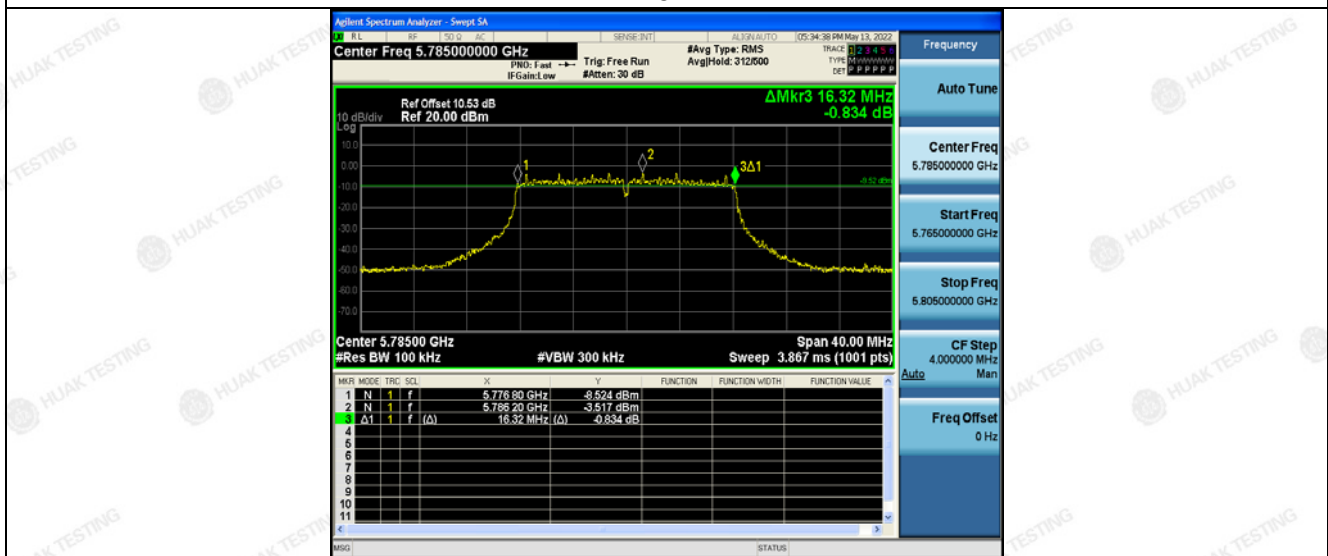 Agilent Spectrum Analyzer - Swept SA
RL RF 50 Ω AC SENSE:INT ALIGN AUTO 05:34:38 PM May 13, 2022
Center Freq 5.785000000 GHz
PNO: Fast
IFGain:Low
Trig: Free Run
#Atten: 30 dB
#Avg Type: RMS
Avg|Hold: 312/500
TRACE 1 2 3 4 5 6
TYPE M
DET P P P P P P
Frequency
Auto Tune
Center Freq
5.785000000 GHz
Start Freq
5.765000000 GHz
Stop Freq
5.805000000 GHz
CF Step
4.000000 MHz
Auto Man
Freq Offset
0 Hz
ΔMkr3 16.32 MHz
-0.834 dB
Ref Offset 10.53 dB
10 dB/div Ref 20.00 dBm
Log
10.0
0.00
-10.0
-20.0
-30.0
-40.0
-50.0
-60.0
-70.0
1
2
3Δ1
-9.52 dBm
Center 5.78500 GHz Span 40.00 MHz
#Res BW 100 kHz #VBW 300 kHz Sweep 3.867 ms (1001 pts)
MKR MODE TRC SCL X Y FUNCTION FUNCTION WIDTH FUNCTION VALUE
1 N 1 f 5.776 80 GHz -8.524 dBm
2 N 1 f 5.786 20 GHz -3.517 dBm
3 Δ1 1 f (Δ) 16.32 MHz (Δ) -0.834 dB
4
5
6
7
8
9
10
11
MSG STATUS
HUAK TESTING